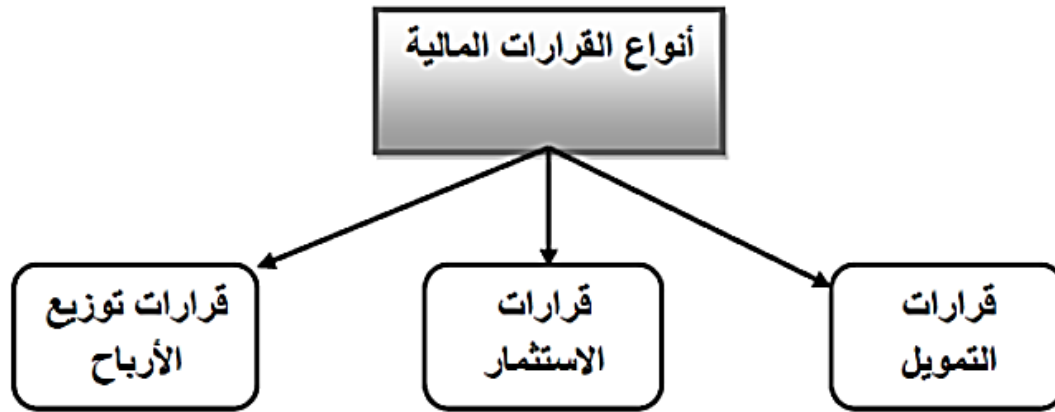 أنواع القرارات المالية
قرارات
التمويل
قرارات
الاستثمار
قرارات توزيع
الأرباح